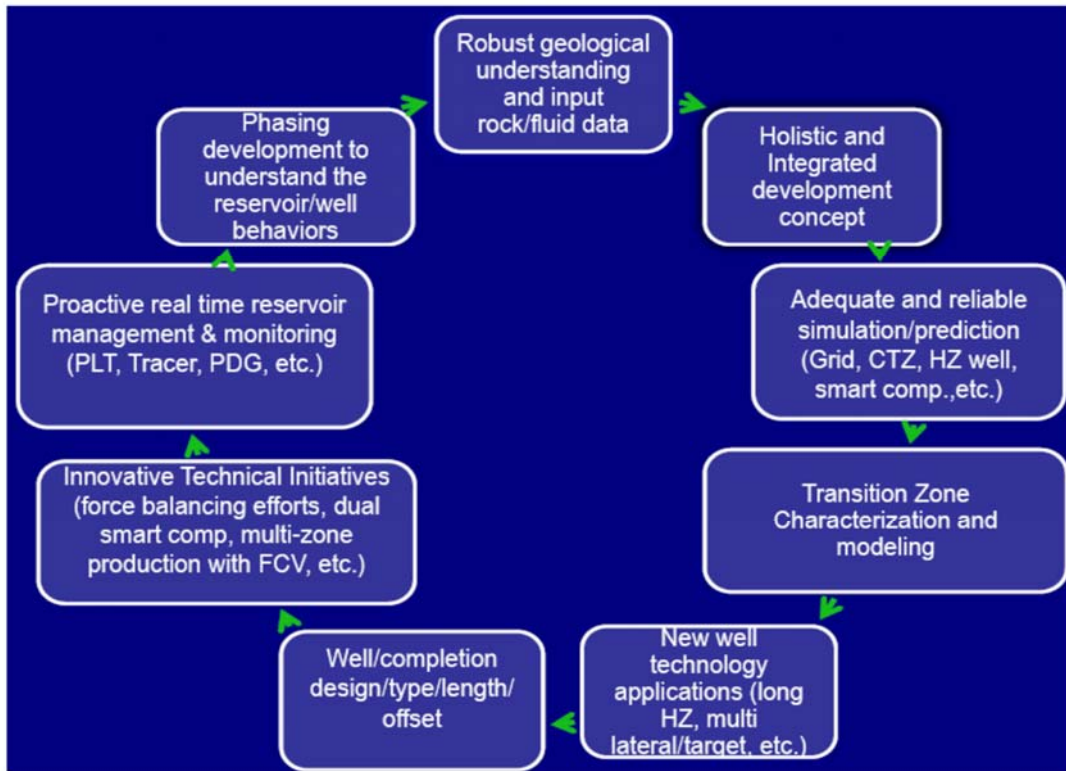 Robust geological
understanding
and input
rock/fluid data
Holistic and
Integrated
development
concept
Adequate and reliable
simulation/prediction
(Grid, CTZ, HZ well,
smart comp.,etc.)
Transition Zone
Characterization and
modeling
New well
technology
applications (long
HZ, multi
lateral/target, etc.)
Well/completion
design/type/length/
offset
Innovative Technical Initiatives
(force balancing efforts, dual
smart comp, multi-zone
production with FCV, etc.)
Proactive real time reservoir
management & monitoring
(PLT, Tracer, PDG, etc.)
Phasing
development to
understand the
reservoir/well
behaviors